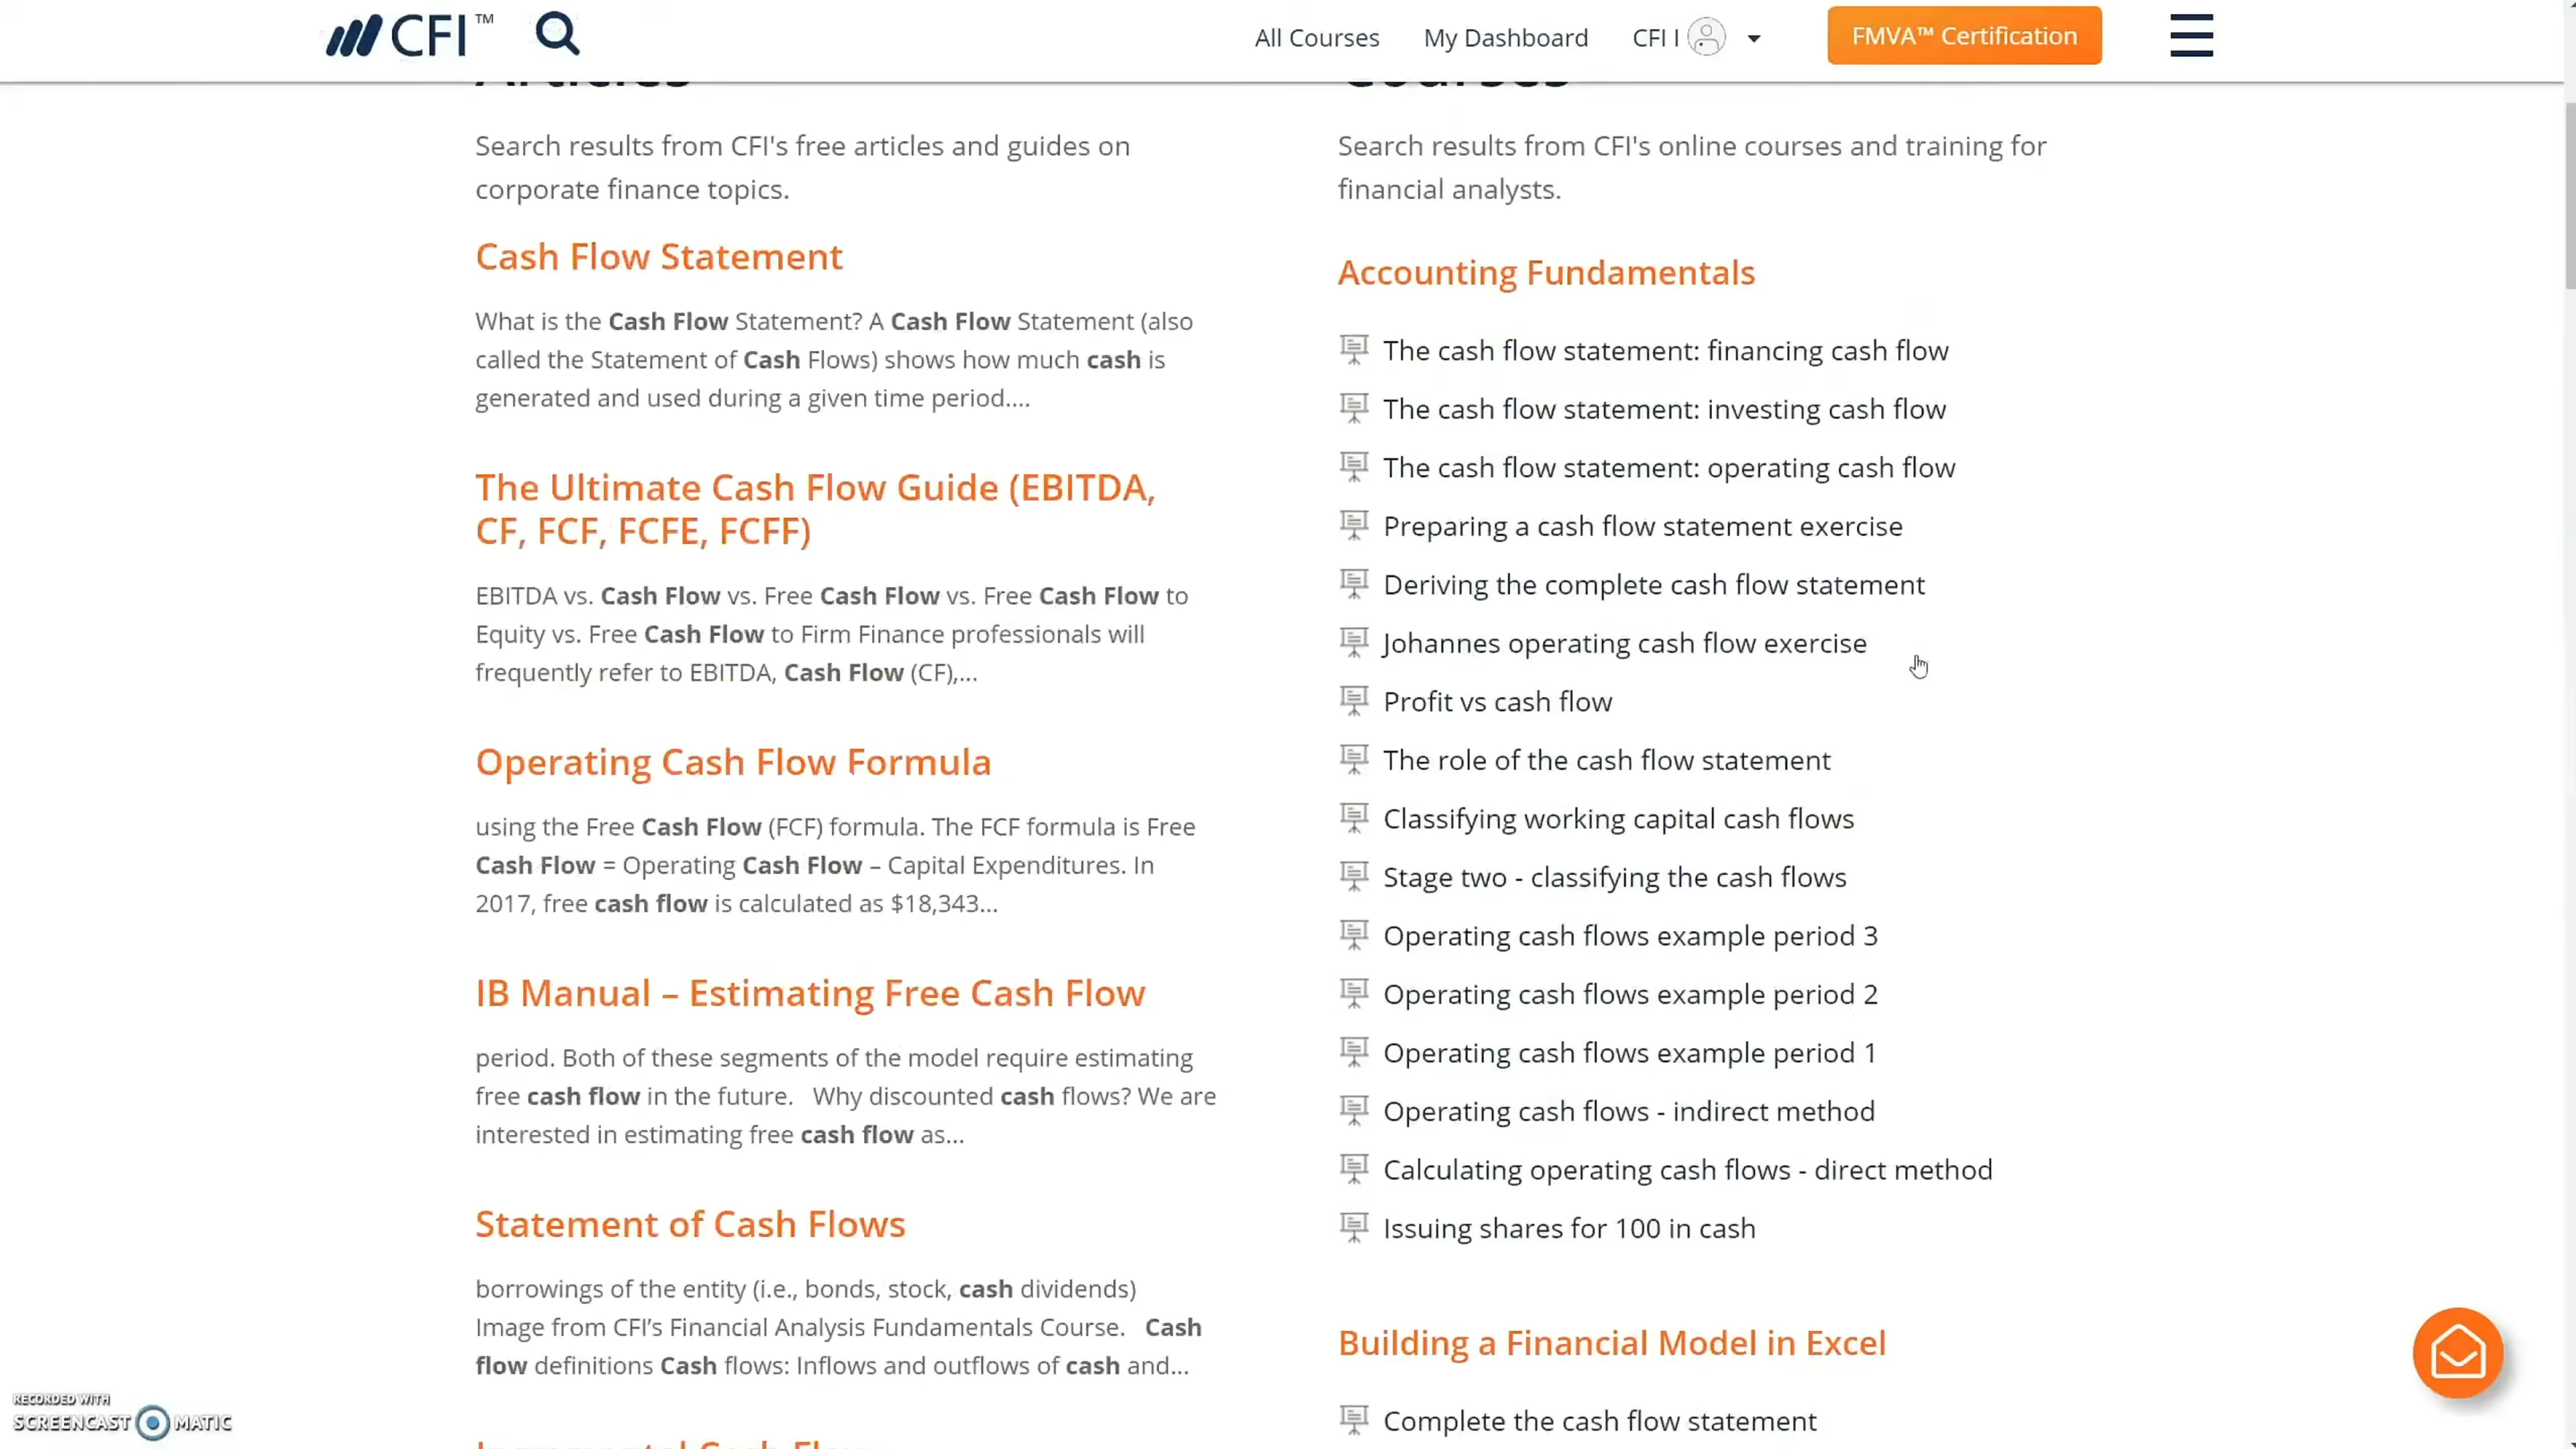 CFI™
All Courses
My Dashboard
CFI I
FMVA™ Certification
Articles
Search results from CFI's free articles and guides on
corporate finance topics.
Cash Flow Statement
What is the Cash Flow Statement? A Cash Flow Statement (also
called the Statement of Cash Flows) shows how much cash is
generated and used during a given time period....
The Ultimate Cash Flow Guide (EBITDA,
CF, FCF, FCFE, FCFF)
EBITDA vs. Cash Flow vs. Free Cash Flow vs. Free Cash Flow to
Equity vs. Free Cash Flow to Firm Finance professionals will
frequently refer to EBITDA, Cash Flow (CF),...
Operating Cash Flow Formula
using the Free Cash Flow (FCF) formula. The FCF formula is Free
Cash Flow = Operating Cash Flow – Capital Expenditures. In
2017, free cash flow is calculated as $18,343...
IB Manual – Estimating Free Cash Flow
period. Both of these segments of the model require estimating
free cash flow in the future. Why discounted cash flows? We are
interested in estimating free cash flow as...
Statement of Cash Flows
borrowings of the entity (i.e., bonds, stock, cash dividends)
Image from CFI's Financial Analysis Fundamentals Course. Cash
flow definitions Cash flows: Inflows and outflows of cash and...
Incremental Cash Flow
Courses
Search results from CFI's online courses and training for
financial analysts.
Accounting Fundamentals
The cash flow statement: financing cash flow
The cash flow statement: investing cash flow
The cash flow statement: operating cash flow
Preparing a cash flow statement exercise
Deriving the complete cash flow statement
Johannes operating cash flow exercise
Profit vs cash flow
The role of the cash flow statement
Classifying working capital cash flows
Stage two - classifying the cash flows
Operating cash flows example period 3
Operating cash flows example period 2
Operating cash flows example period 1
Operating cash flows - indirect method
Calculating operating cash flows - direct method
Issuing shares for 100 in cash
Building a Financial Model in Excel
Complete the cash flow statement
RECORDED WITH
SCREENCAST MATIC